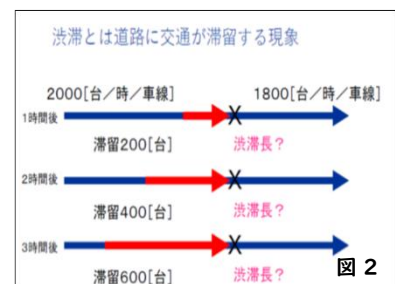 渋滞とは道路に交通が滞留する現象
2000[台/時/車線] 1800[台/時/車線]
1時間後
滞留200[台] 渋滞長?
2時間後
滞留400[台] 渋滞長?
3時間後
滞留600[台] 渋滞長?
図 2